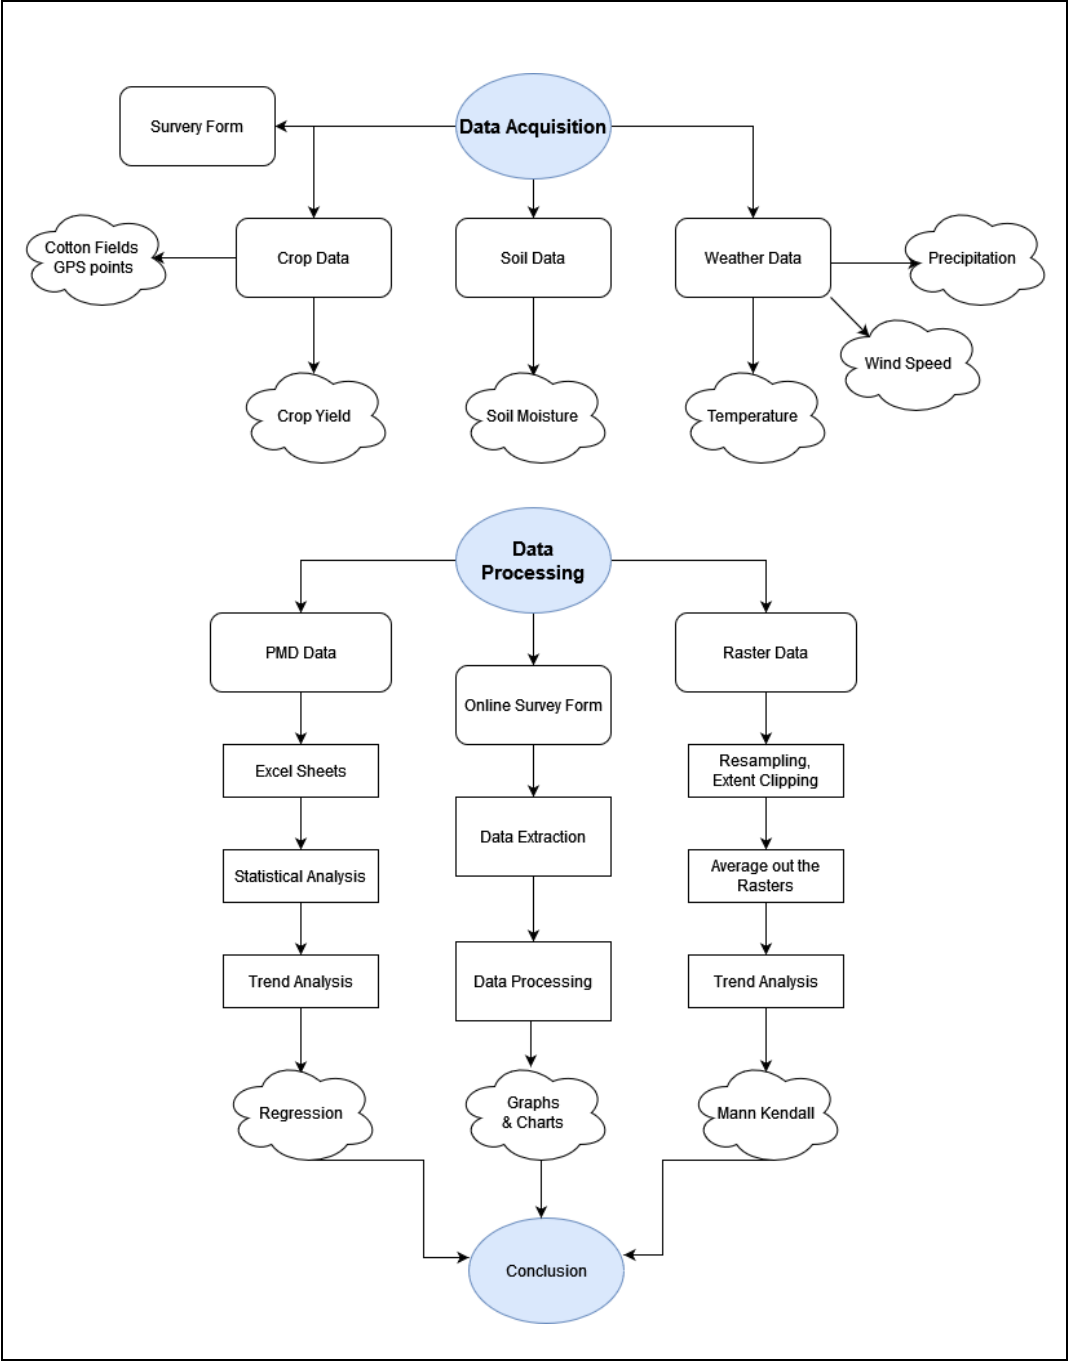 Data Acquisition
Survery Form
Cotton Fields
GPS points
Crop Data
Soil Data
Weather Data
Precipitation
Wind Speed
Crop Yield
Soil Moisture
Temperature
Data
Processing
PMD Data
Online Survey Form
Raster Data
Excel Sheets
Data Extraction
Resampling,
Extent Clipping
Statistical Analysis
Average out the
Rasters
Trend Analysis
Data Processing
Trend Analysis
Regression
Graphs
& Charts
Mann Kendall
Conclusion